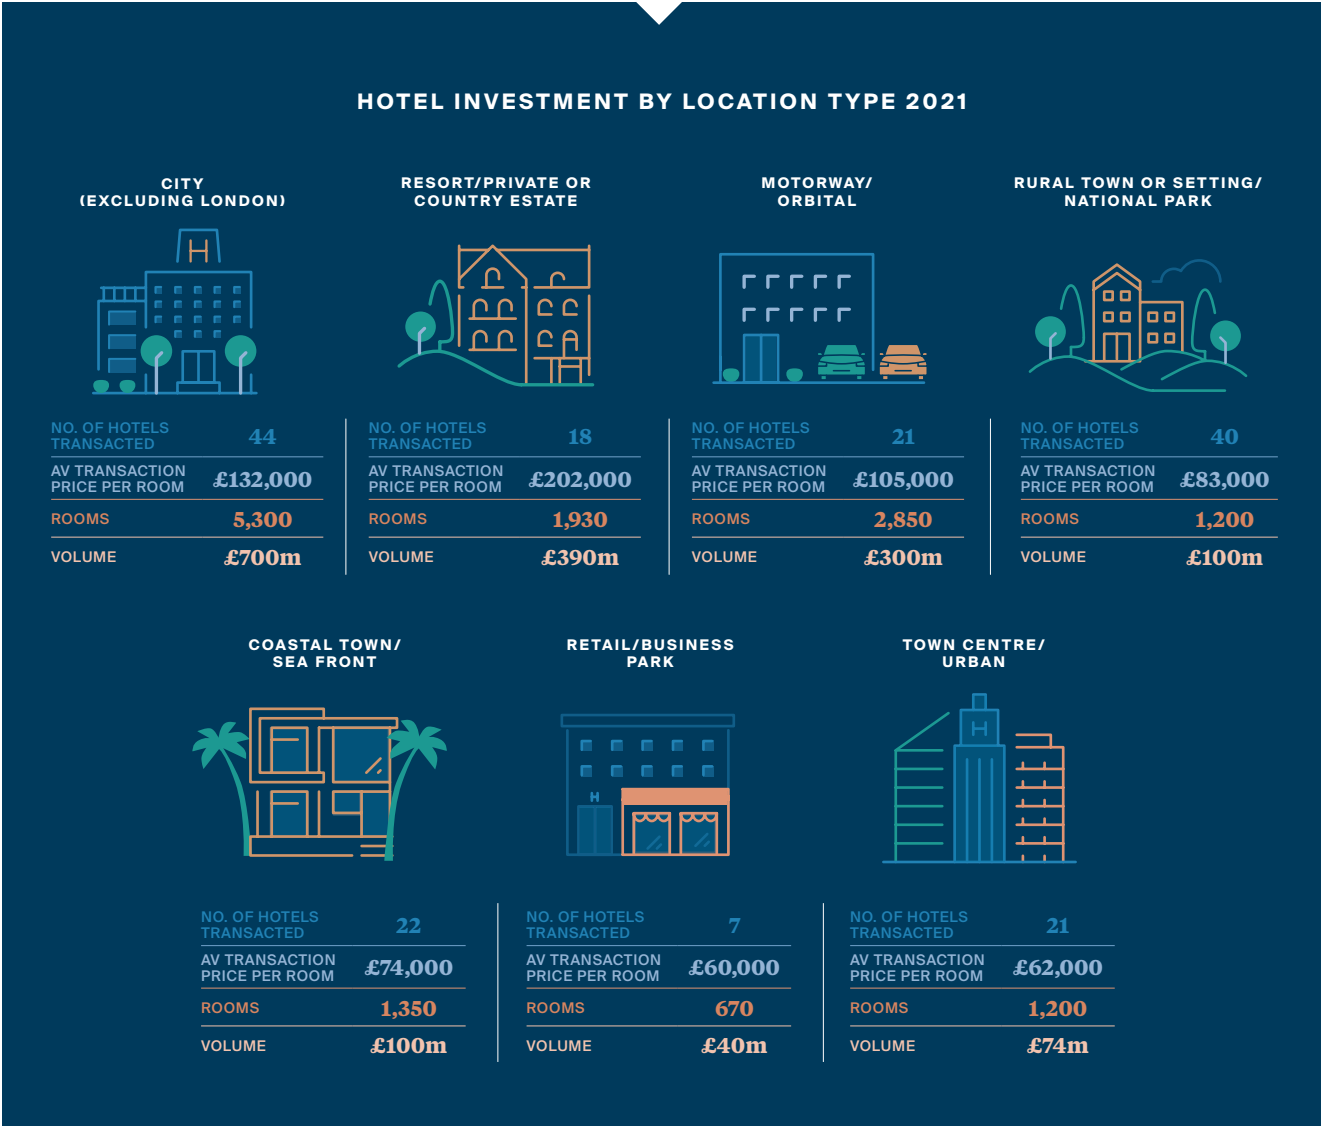 HOTEL INVESTMENT BY LOCATION TYPE 2021
CITY
(EXCLUDING LONDON)
H
NO. OF HOTELS
TRANSACTED
44
AV TRANSACTION
PRICE PER ROOM
£132,000
ROOMS
5,300
VOLUME
£700m
RESORT/PRIVATE OR
COUNTRY ESTATE
NO. OF HOTELS
TRANSACTED
18
AV TRANSACTION
PRICE PER ROOM
£202,000
ROOMS
1,930
VOLUME
£390m
MOTORWAY/
ORBITAL
NO. OF HOTELS
TRANSACTED
21
AV TRANSACTION
PRICE PER ROOM
£105,000
ROOMS
2,850
VOLUME
£300m
RURAL TOWN OR SETTING/
NATIONAL PARK
NO. OF HOTELS
TRANSACTED
40
AV TRANSACTION
PRICE PER ROOM
£83,000
ROOMS
1,200
VOLUME
£100m
COASTAL TOWN/
SEA FRONT
NO. OF HOTELS
TRANSACTED
22
AV TRANSACTION
PRICE PER ROOM
£74,000
ROOMS
1,350
VOLUME
£100m
RETAIL/BUSINESS
PARK
H
NO. OF HOTELS
TRANSACTED
7
AV TRANSACTION
PRICE PER ROOM
£60,000
ROOMS
670
VOLUME
£40m
TOWN CENTRE/
URBAN
H
NO. OF HOTELS
TRANSACTED
21
AV TRANSACTION
PRICE PER ROOM
£62,000
ROOMS
1,200
VOLUME
£74m